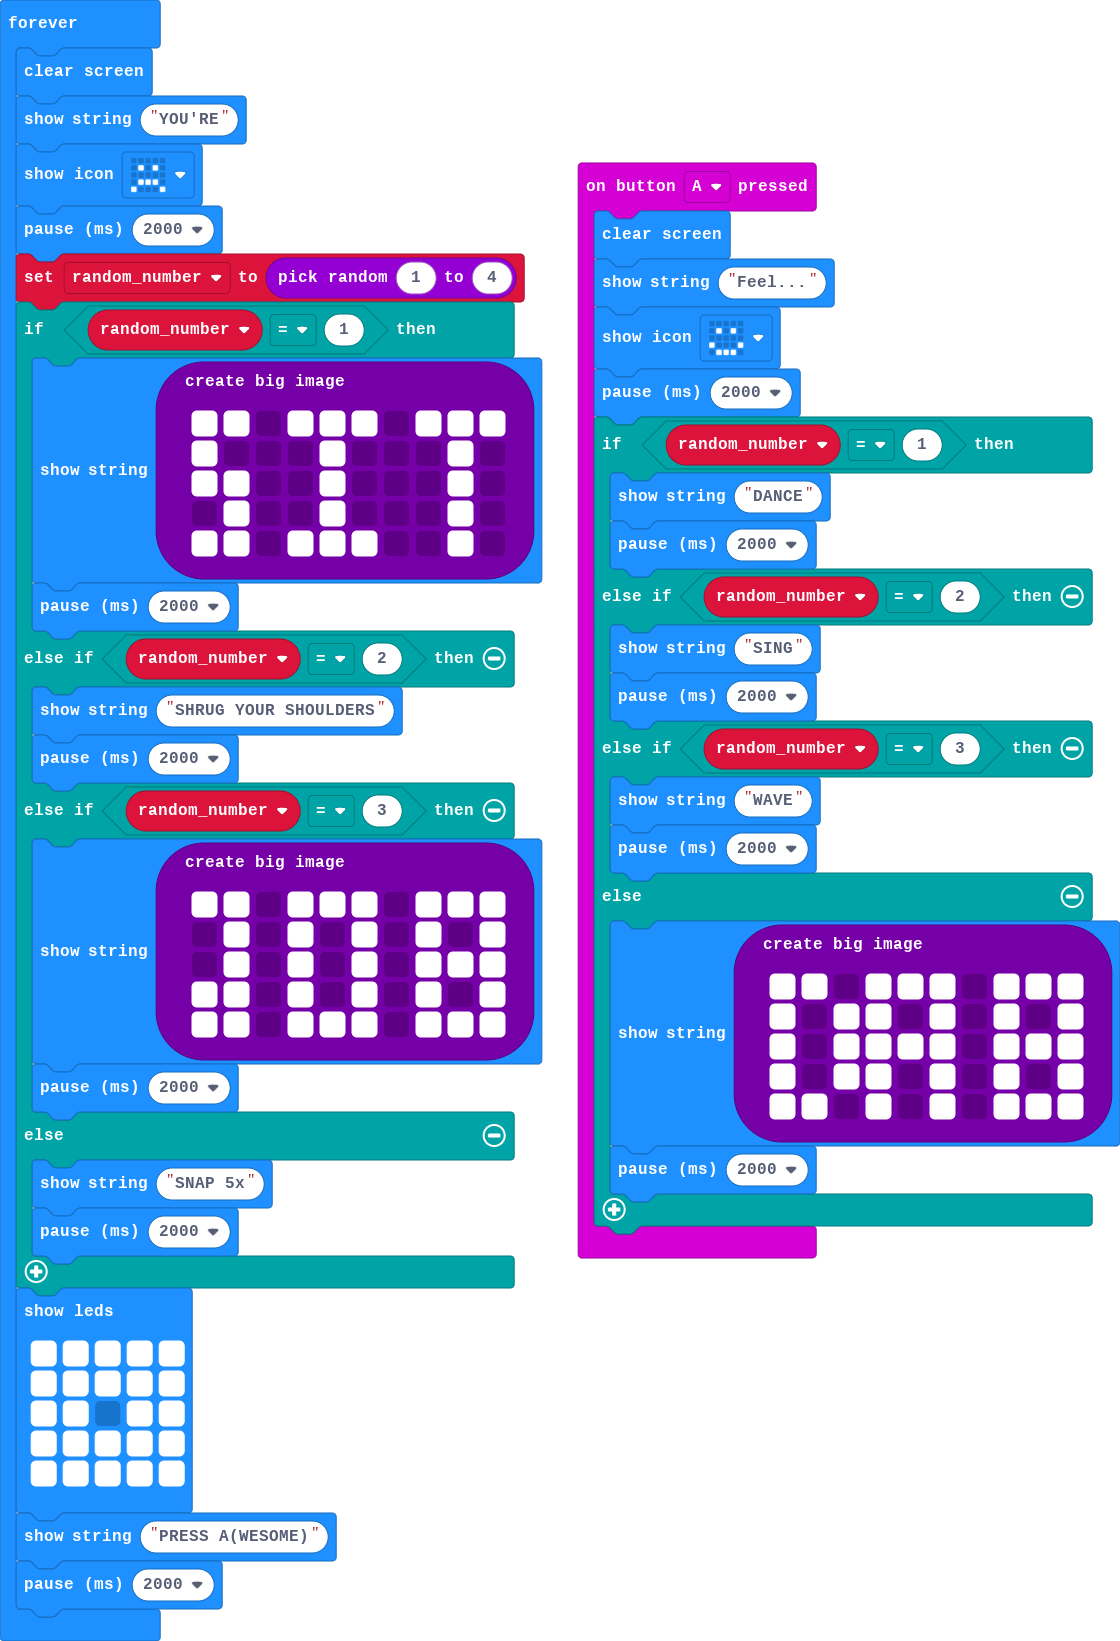 forever
clear screen
show string "YOU'RE"
show icon
pause (ms) 2000
set random_number to pick random 1 to 4
if random_number = 1 then
create big image
show string
pause (ms) 2000
else if random_number = 2 then
show string "SHRUG YOUR SHOULDERS"
pause (ms) 2000
else if random_number = 3 then
create big image
show string
pause (ms) 2000
else
show string "SNAP 5x"
pause (ms) 2000
show leds
show string "PRESS A(WESOME)"
pause (ms) 2000
on button A pressed
clear screen
show string "Feel..."
show icon
pause (ms) 2000
if random_number = 1 then
show string "DANCE"
pause (ms) 2000
else if random_number = 2 then
show string "SING"
pause (ms) 2000
else if random_number = 3 then
show string "WAVE"
pause (ms) 2000
else
create big image
show string
pause (ms) 2000